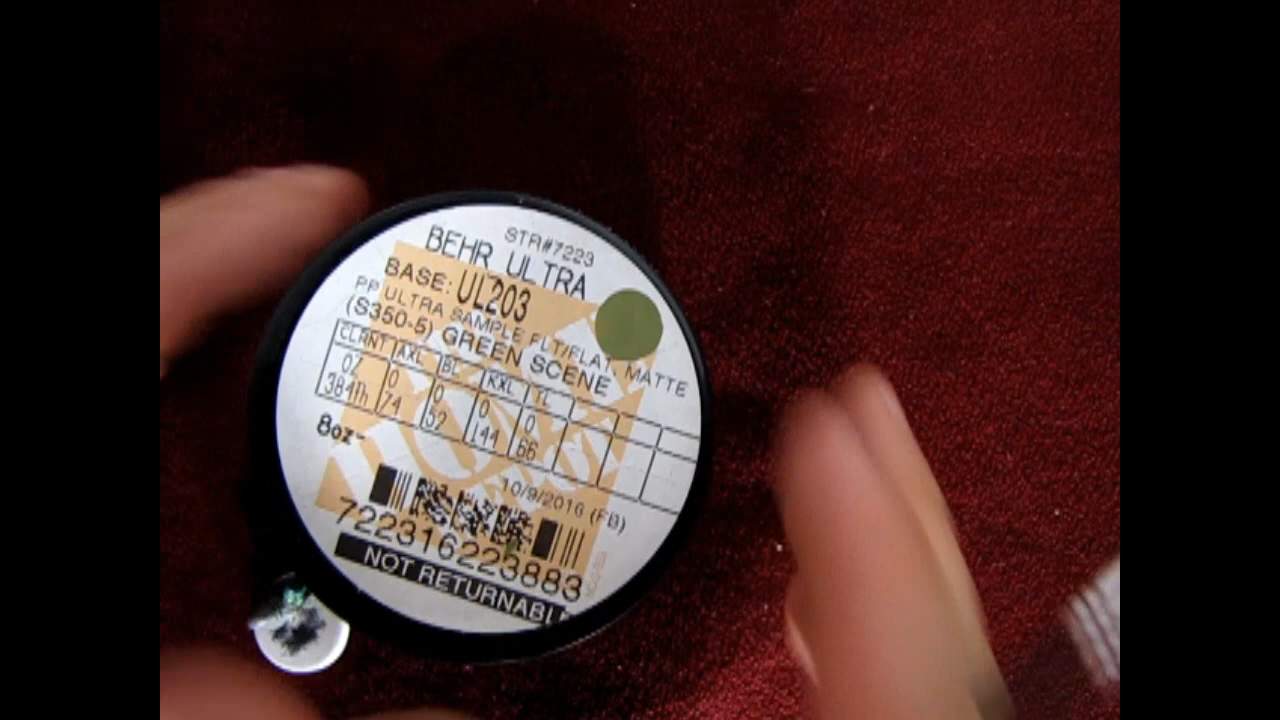 STR#7223
BEHR ULTRA
BASE: UL203
PP ULTRA SAMPLE FLT/FLAT MATTE
(S350-5) GREEN SCENE
CLRNT AXL BL KXL TL
OZ 0 0 0 0
384th 74 52 144 66
8oz-
10/9/2016 (FB)
722316223883
NOT RETURNABLE